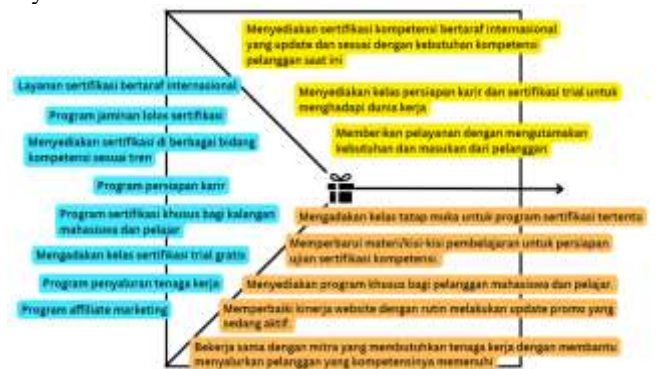 Menyediakan sertifikasi kompetensi bertaraf internasional
yang update dan sesuai dengan kebutuhan kompetensi
pelanggan saat ini
Menyediakan kelas persiapan karir dan sertifikasi trial untuk
menghadapi dunia kerja
Memberikan pelayanan dengan mengutamakan
kebutuhan dan masukan dari pelanggan
Layanan sertifikasi bertaraf internasional
Program jaminan lolos sertifikasi
Menyediakan sertifikasi di berbagai bidang
kompetensi sesuai tren
Program persiapan karir
Program sertifikasi khusus bagi kalangan
mahasiswa dan pelajar
Mengadakan kelas sertifikasi trial gratis
Program penyaluran tenaga kerja
Program affiliate marketing
Mengadakan kelas tatap muka untuk program sertifikasi tertentu
Memperbarui materi/kisi-kisi pembelajaran untuk persiapan
ujian sertifikasi kompetensi.
Menyediakan program khusus bagi pelanggan mahasiswa dan pelajar.
Memperbaiki kinerja website dengan rutin melakukan update promo yang
sedang aktif.
Bekerja sama dengan mitra yang membutuhkan tenaga kerja dengan membantu
menyalurkan pelanggan yang kompetensinya memenuhi